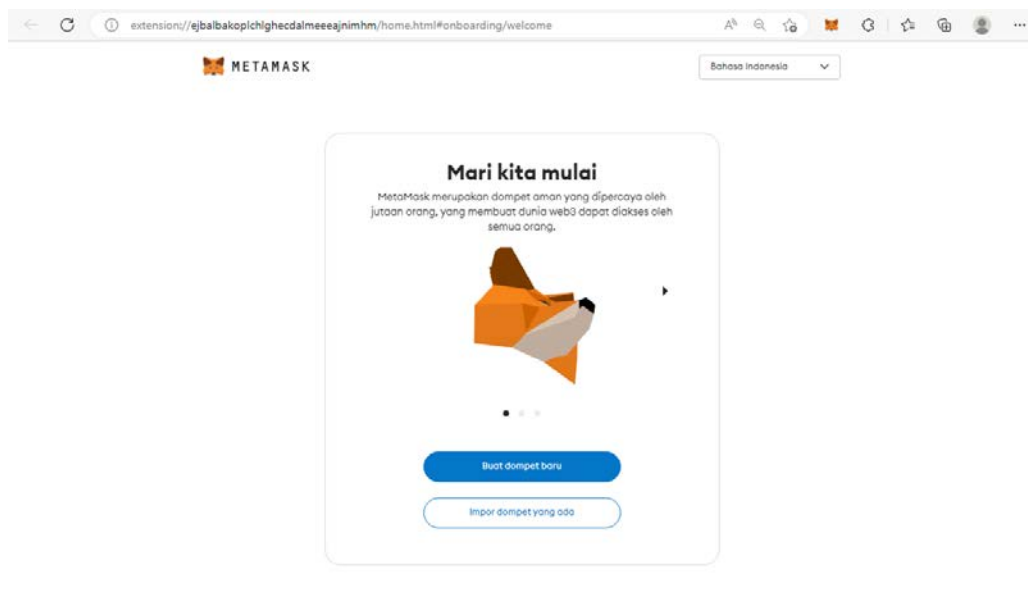 extension://ejbalbakoplchlghecdalmeeeajnimhm/home.html#onboarding/welcome
METAMASK
Bahasa Indonesia
Mari kita mulai
MetaMask merupakan dompet aman yang dipercaya oleh
jutaan orang, yang membuat dunia web3 dapat diakses oleh
semua orang.
Buat dompet baru
Impor dompet yang ada